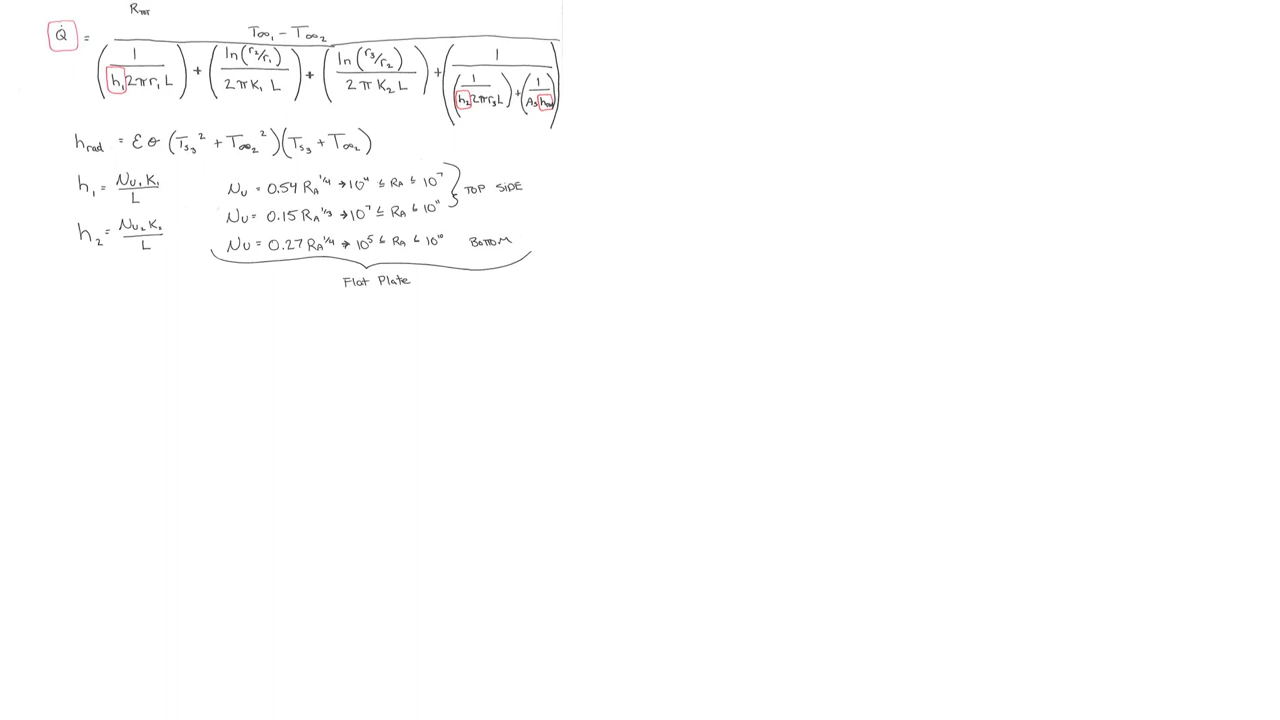 R_TOT
Q̇ = (T∞₁ − T∞₂) / ( (1 / (h₁2πr₁L)) + (ln(r₂/r₁) / (2πK₁L)) + (ln(r₃/r₂) / (2πK₂L)) + (1 / ((1 / (h₂2πr₃L)) + (1 / (A₃h_rad)))) )
h_rad = εσ(T_s₃² + T∞₂²)(T_s₃ + T∞₂)
h₁ = Nu₁K₁ / L
Nu = 0.54 RA^1/4 → 10⁴ ≤ RA ≤ 10⁷ } TOP SIDE
Nu = 0.15 RA^1/3 → 10⁷ ≤ RA ≤ 10¹¹
h₂ = Nu₂K₂ / L
Nu = 0.27 RA^1/4 → 10⁵ ≤ RA ≤ 10¹⁰ BOTTOM
Flat Plate